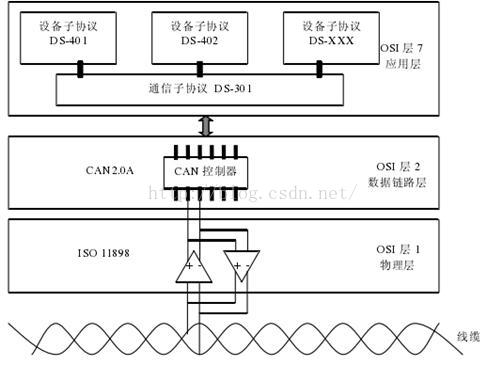 设备子协议
DS-401
设备子协议
DS-402
设备子协议
DS-XXX
OSI 层 7
应用层
通信子协议 DS-301
CAN2.0A
CAN 控制器
OSI 层 2
数据链路层
http://blog.csdn.net/
ISO 11898
+ -
+ -
OSI 层 1
物理层
线缆